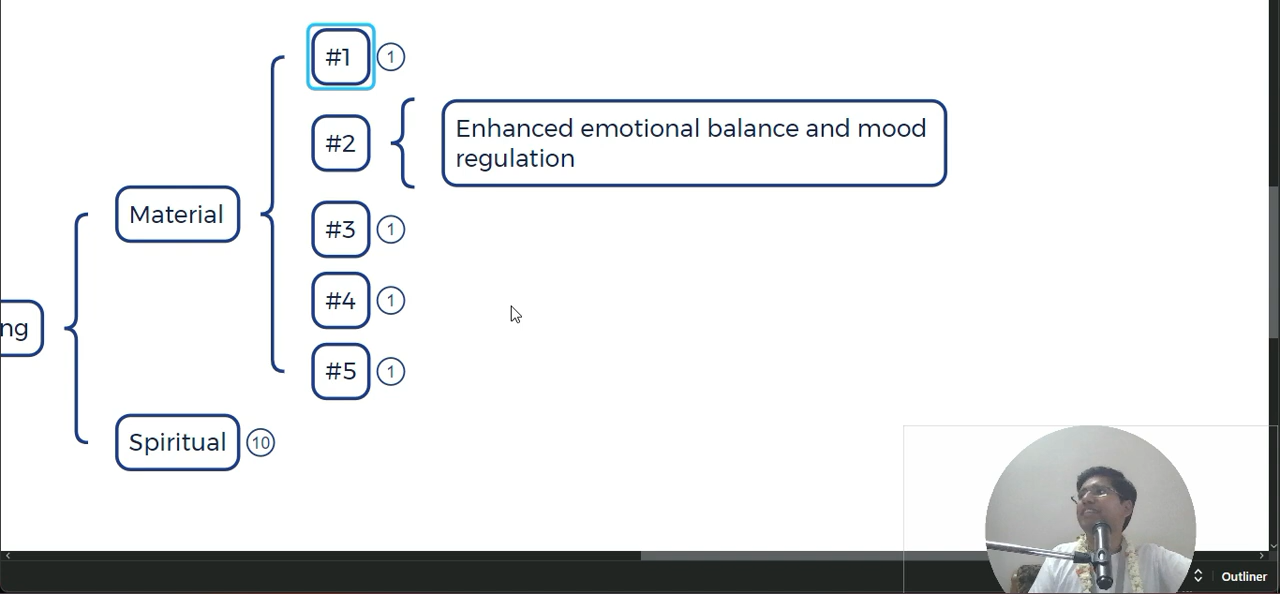 #1 1
#2
Enhanced emotional balance and mood
regulation
Material
#3 1
#4 1
ng
#5 1
Spiritual 10
Outliner